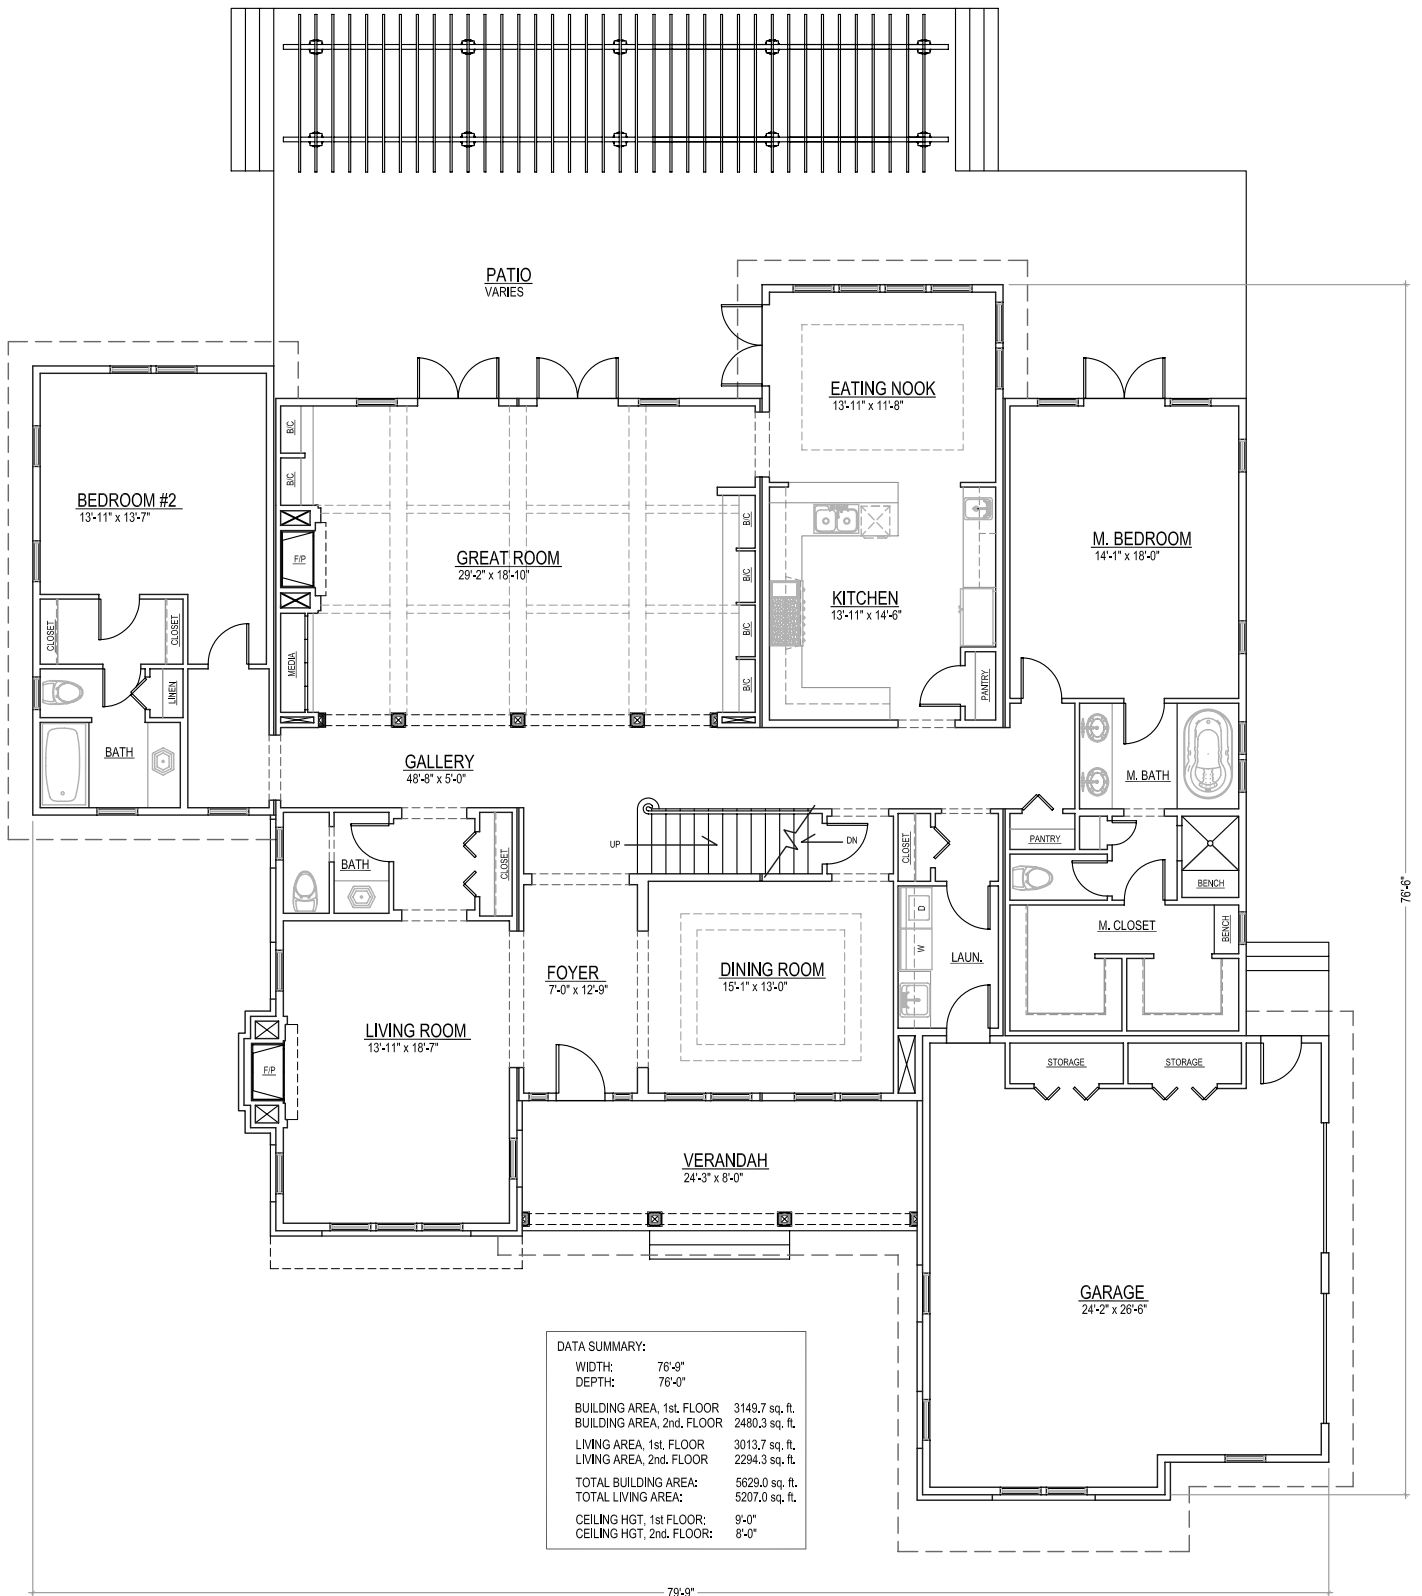 PATIO
VARIES
EATING NOOK
13'-11" x 11'-8"
B/C
B/C
BEDROOM #2
13'-11" x 13'-7"
GREAT ROOM
29'-2" x 18'-10"
F/P
B/C
B/C
B/C
B/C
M. BEDROOM
14'-1" x 18'-0"
KITCHEN
13'-11" x 14'-6"
CLOSET
CLOSET
MEDIA
LINEN
PANTRY
BATH
GALLERY
48'-8" x 5'-0"
M. BATH
UP
DN
BATH
CLOSET
CLOSET
PANTRY
BENCH
D
W
LAUN.
M. CLOSET
BENCH
76'-6"
FOYER
7'-0" x 12'-9"
DINING ROOM
15'-1" x 13'-0"
LIVING ROOM
13'-11" x 18'-7"
F/P
STORAGE
STORAGE
VERANDAH
24'-3" x 8'-0"
GARAGE
24'-2" x 26'-6"
DATA SUMMARY:
WIDTH: 76'-9"
DEPTH: 76'-0"
BUILDING AREA, 1st. FLOOR 3149.7 sq. ft.
BUILDING AREA, 2nd. FLOOR 2480.3 sq. ft.
LIVING AREA, 1st. FLOOR 3013.7 sq. ft.
LIVING AREA, 2nd. FLOOR 2294.3 sq. ft.
TOTAL BUILDING AREA: 5629.0 sq. ft.
TOTAL LIVING AREA: 5207.0 sq. ft.
CEILING HGT, 1st FLOOR: 9'-0"
CEILING HGT, 2nd. FLOOR: 8'-0"
79'-9"